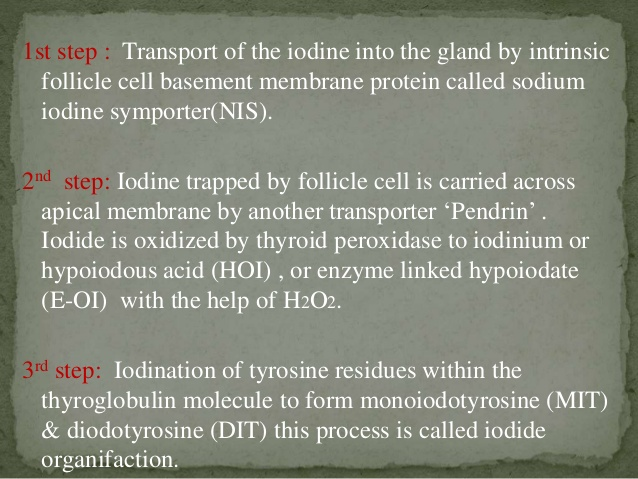 1st step : Transport of the iodine into the gland by intrinsic
follicle cell basement membrane protein called sodium
iodine symporter(NIS).
2nd step: Iodine trapped by follicle cell is carried across
apical membrane by another transporter ‘Pendrin’ .
Iodide is oxidized by thyroid peroxidase to iodinium or
hypoiodous acid (HOI) , or enzyme linked hypoiodate
(E-OI) with the help of H2O2.
3rd step: Iodination of tyrosine residues within the
thyroglobulin molecule to form monoiodotyrosine (MIT)
& diodotyrosine (DIT) this process is called iodide
organifaction.